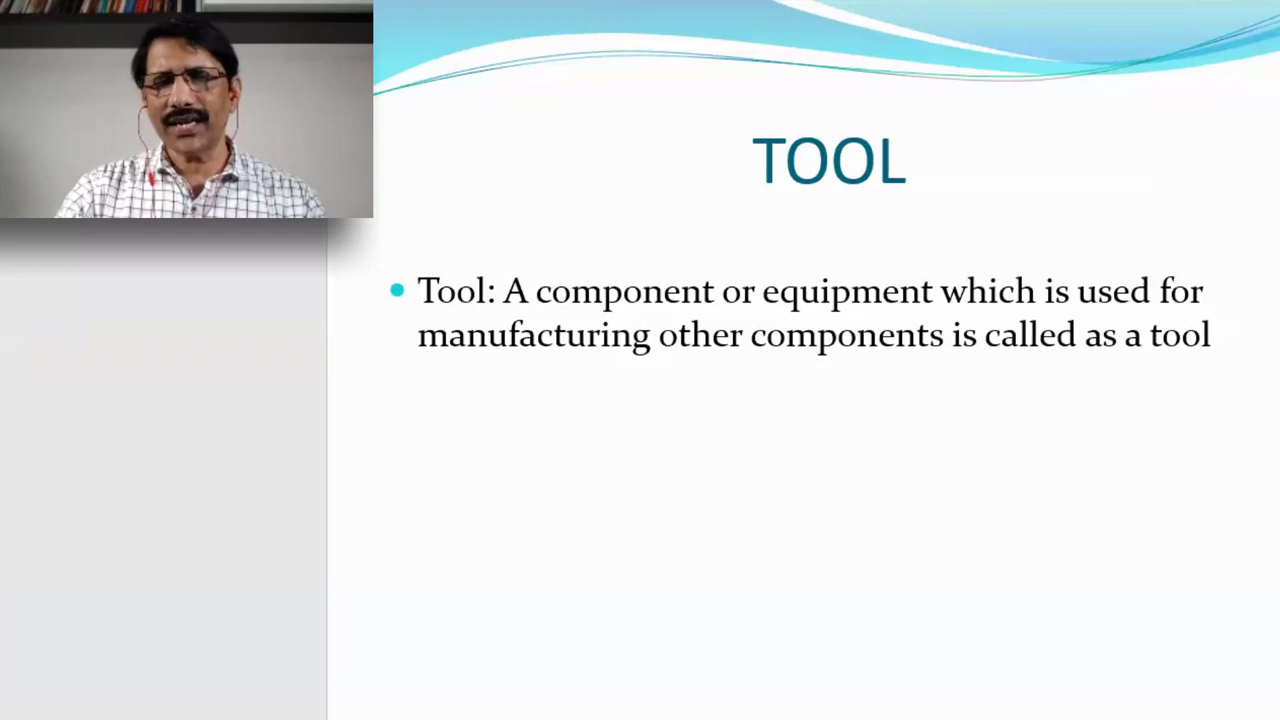 TOOL
• Tool: A component or equipment which is used for
manufacturing other components is called as a tool